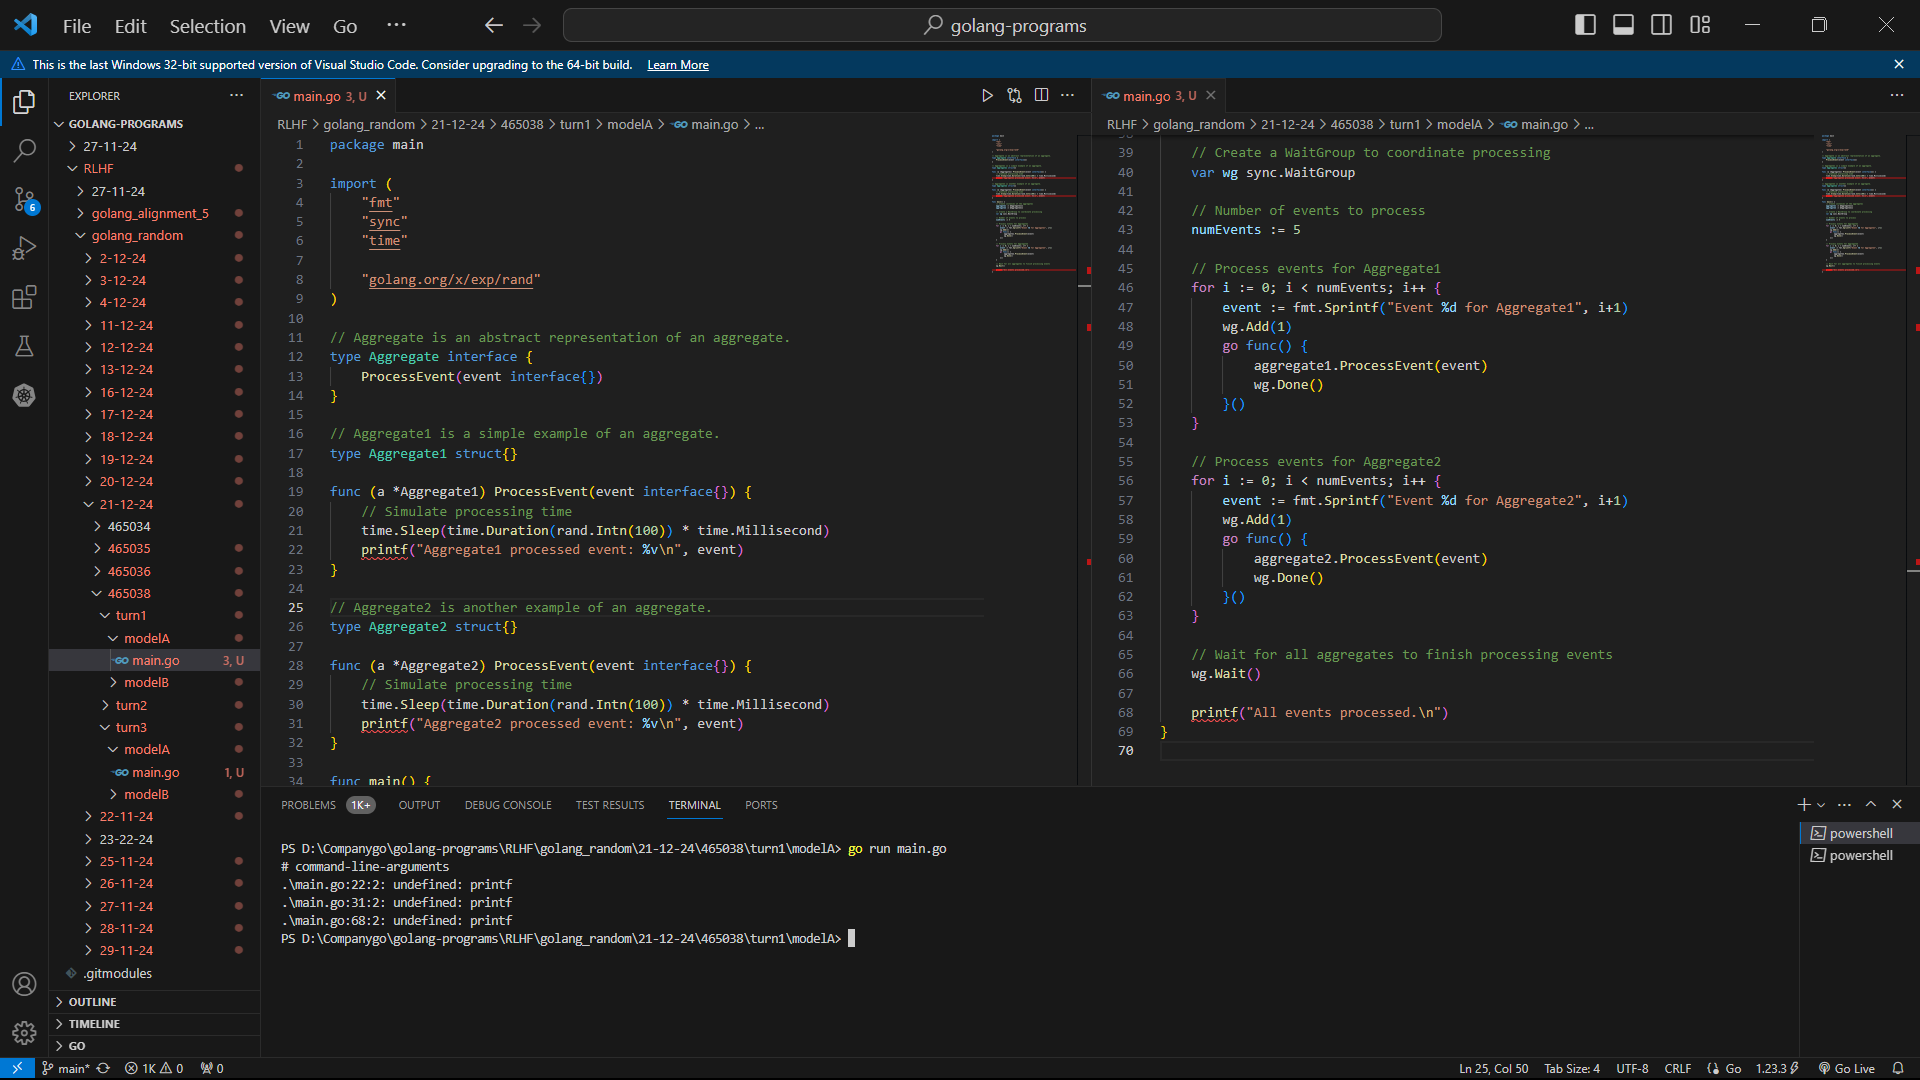 File Edit Selection View Go ··· golang-programs
This is the last Windows 32-bit supported version of Visual Studio Code. Consider upgrading to the 64-bit build. Learn More
EXPLORER ···
GOLANG-PROGRAMS
27-11-24
RLHF
27-11-24
golang_alignment_5
golang_random
2-12-24
3-12-24
4-12-24
11-12-24
12-12-24
13-12-24
16-12-24
17-12-24
18-12-24
19-12-24
20-12-24
21-12-24
465034
465035
465036
465038
turn1
modelA
main.go 3, U
modelB
turn2
turn3
modelA
main.go 1, U
modelB
22-11-24
23-22-24
25-11-24
26-11-24
27-11-24
28-11-24
29-11-24
.gitmodules
OUTLINE
TIMELINE
GO
6
main.go 3, U
RLHF > golang_random > 21-12-24 > 465038 > turn1 > modelA > main.go > ...
1 package main
2
3 import (
4 "fmt"
5 "sync"
6 "time"
7
8 "golang.org/x/exp/rand"
9 )
10
11 // Aggregate is an abstract representation of an aggregate.
12 type Aggregate interface {
13 ProcessEvent(event interface{})
14 }
15
16 // Aggregate1 is a simple example of an aggregate.
17 type Aggregate1 struct{}
18
19 func (a *Aggregate1) ProcessEvent(event interface{}) {
20 // Simulate processing time
21 time.Sleep(time.Duration(rand.Intn(100)) * time.Millisecond)
22 printf("Aggregate1 processed event: %v\n", event)
23 }
24
25 // Aggregate2 is another example of an aggregate.
26 type Aggregate2 struct{}
27
28 func (a *Aggregate2) ProcessEvent(event interface{}) {
29 // Simulate processing time
30 time.Sleep(time.Duration(rand.Intn(100)) * time.Millisecond)
31 printf("Aggregate2 processed event: %v\n", event)
32 }
33
34 func main() {
main.go 3, U
RLHF > golang_random > 21-12-24 > 465038 > turn1 > modelA > main.go > ...
39 // Create a WaitGroup to coordinate processing
40 var wg sync.WaitGroup
41
42 // Number of events to process
43 numEvents := 5
44
45 // Process events for Aggregate1
46 for i := 0; i < numEvents; i++ {
47 event := fmt.Sprintf("Event %d for Aggregate1", i+1)
48 wg.Add(1)
49 go func() {
50 aggregate1.ProcessEvent(event)
51 wg.Done()
52 }()
53 }
54
55 // Process events for Aggregate2
56 for i := 0; i < numEvents; i++ {
57 event := fmt.Sprintf("Event %d for Aggregate2", i+1)
58 wg.Add(1)
59 go func() {
60 aggregate2.ProcessEvent(event)
61 wg.Done()
62 }()
63 }
64
65 // Wait for all aggregates to finish processing events
66 wg.Wait()
67
68 printf("All events processed.\n")
69 }
70
PROBLEMS 1K+ OUTPUT DEBUG CONSOLE TEST RESULTS TERMINAL PORTS
PS D:\Companygo\golang-programs\RLHF\golang_random\21-12-24\465038\turn1\modelA> go run main.go
# command-line-arguments
.\main.go:22:2: undefined: printf
.\main.go:31:2: undefined: printf
.\main.go:68:2: undefined: printf
PS D:\Companygo\golang-programs\RLHF\golang_random\21-12-24\465038\turn1\modelA>
powershell
powershell
main* 1K 0 0 Ln 25, Col 50 Tab Size: 4 UTF-8 CRLF Go 1.23.3 Go Live